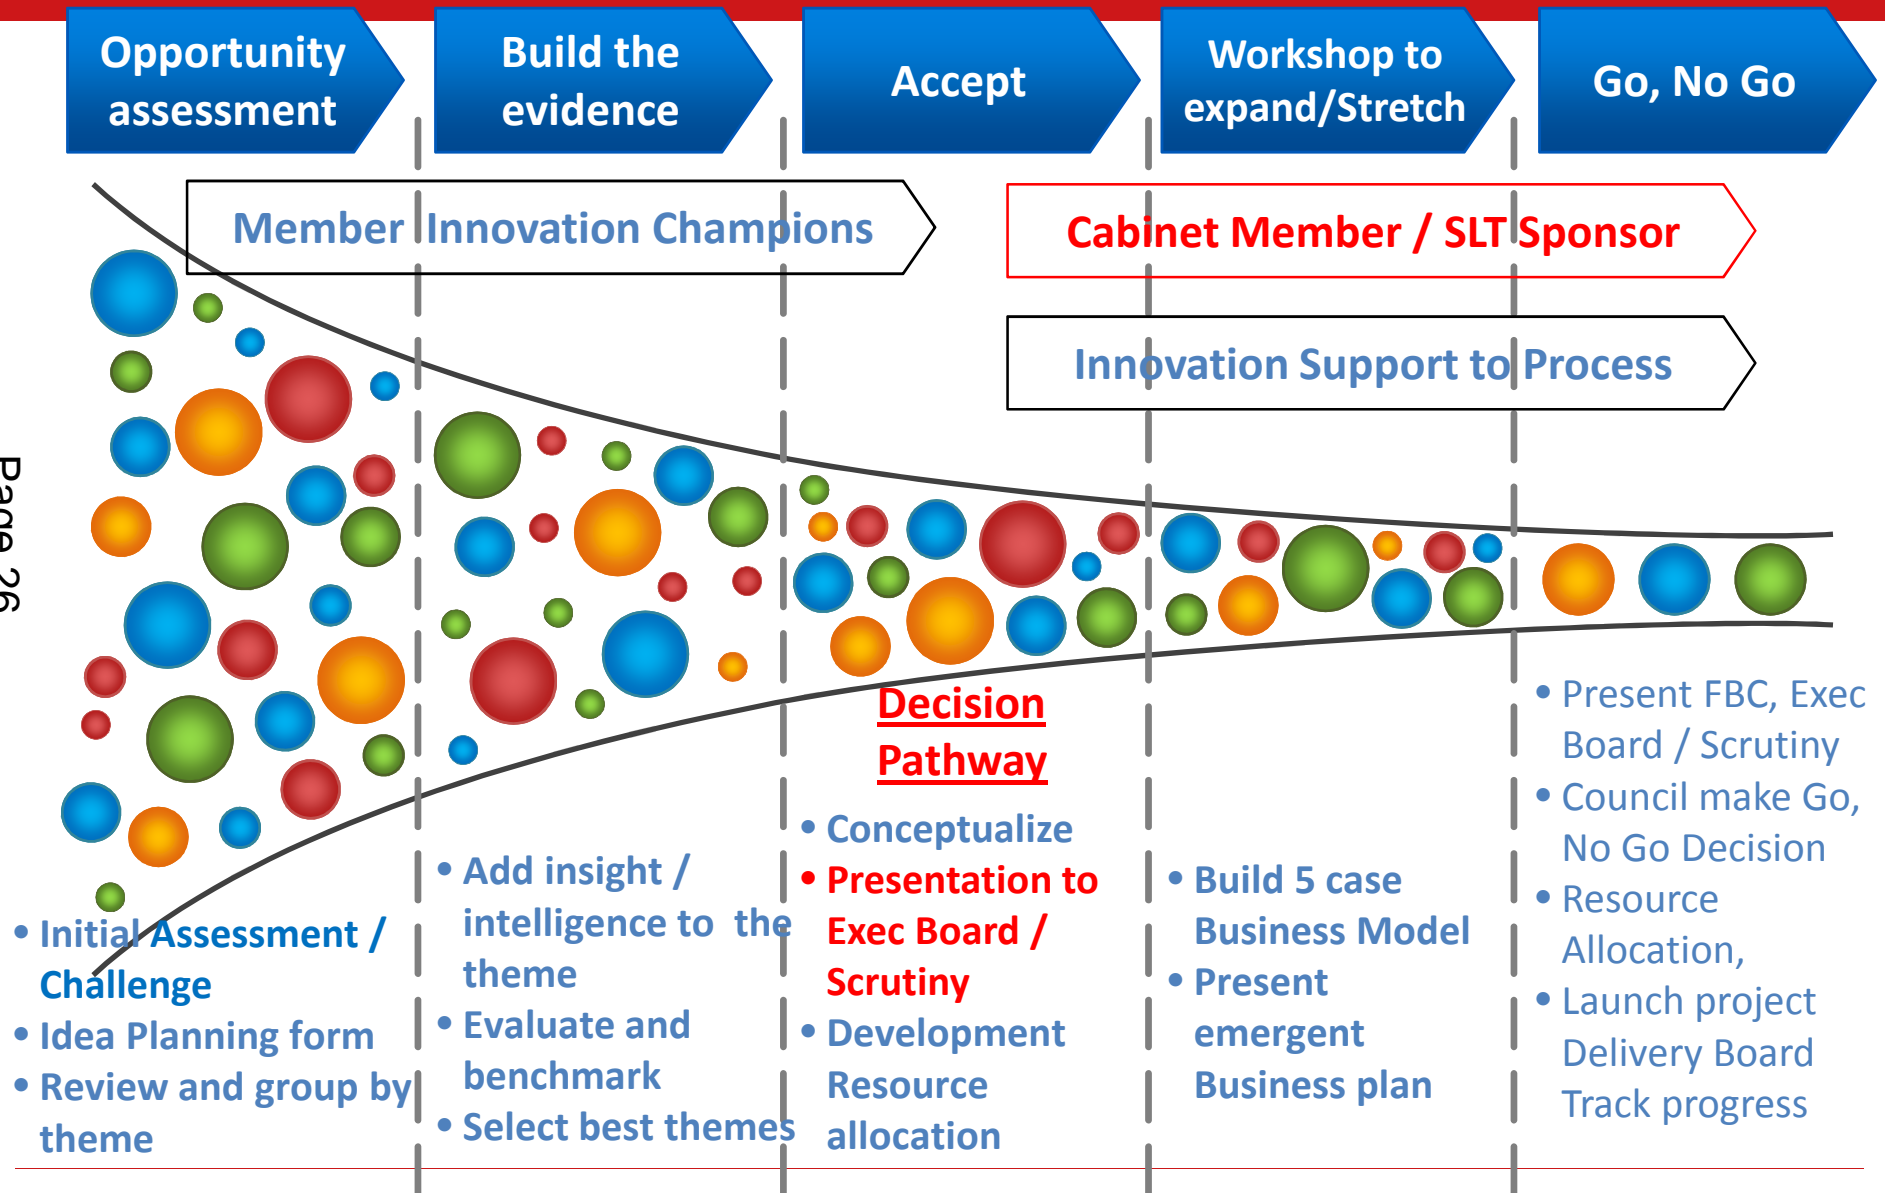 Opportunity
assessment
Build the
evidence
Accept
Workshop to
expand/Stretch
Go, No Go
Member Innovation Champions
Cabinet Member / SLT Sponsor
Innovation Support to Process
Page 26
• Initial Assessment /
Challenge
• Idea Planning form
• Review and group by
theme
• Add insight /
intelligence to the
theme
• Evaluate and
benchmark
• Select best themes
Decision
Pathway
• Conceptualize
• Presentation to
Exec Board /
Scrutiny
• Development
Resource
allocation
• Build 5 case
Business Model
• Present
emergent
Business plan
• Present FBC, Exec
Board / Scrutiny
• Council make Go,
No Go Decision
• Resource
Allocation,
• Launch project
Delivery Board
Track progress